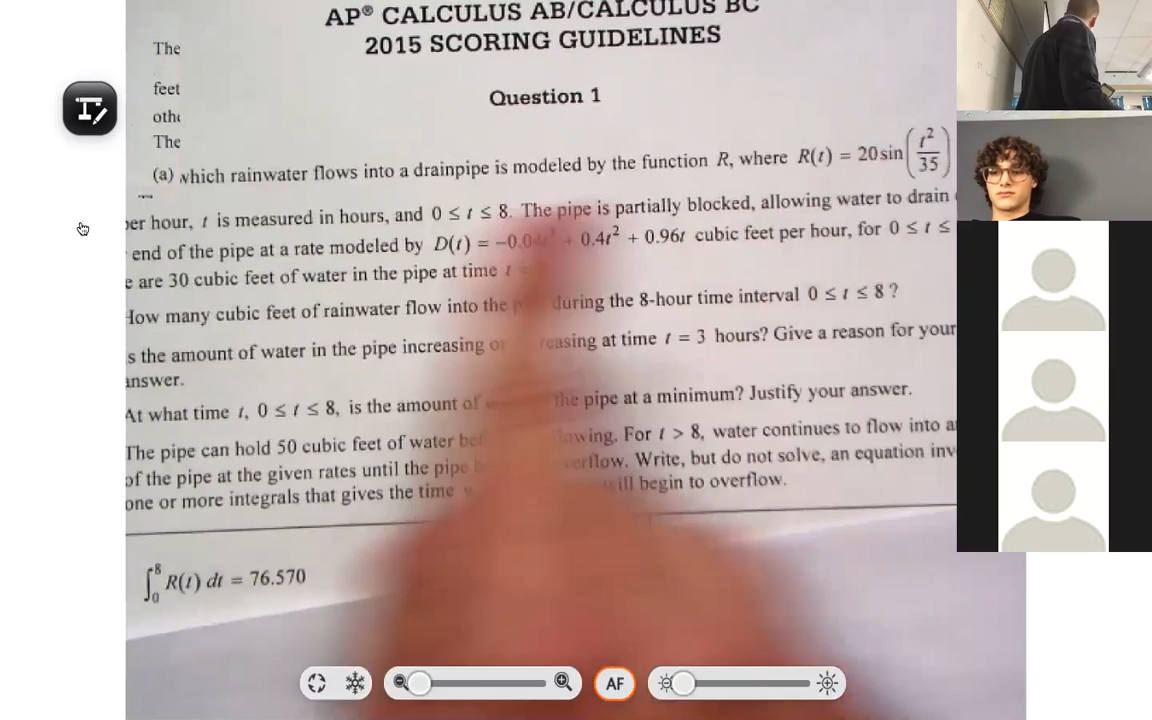 AP® CALCULUS AB/CALCULUS BC
2015 SCORING GUIDELINES
Question 1
The
feet
The
(a) which rainwater flows into a drainpipe is modeled by the function R, where R(t) = 20 sin(t²/35)
per hour, t is measured in hours, and 0 ≤ t ≤ 8. The pipe is partially blocked, allowing water to drain
end of the pipe at a rate modeled by D(t) = −0.04t³ + 0.4t² + 0.96t cubic feet per hour, for 0 ≤ t ≤
are 30 cubic feet of water in the pipe at time t
How many cubic feet of rainwater flow into the during the 8-hour time interval 0 ≤ t ≤ 8 ?
s the amount of water in the pipe increasing or time t = 3 hours? Give a reason for your
answer.
At what time t, 0 ≤ t ≤ 8, is the amount of the pipe at a minimum? Justify your answer.
The pipe can hold 50 cubic feet of water For t > 8, water continues to flow into
of the pipe at the given rates until the pipe Write, but do not solve, an equation
one or more integrals that gives the time will begin to overflow.
∫₀⁸ R(t) dt = 76.570
AF